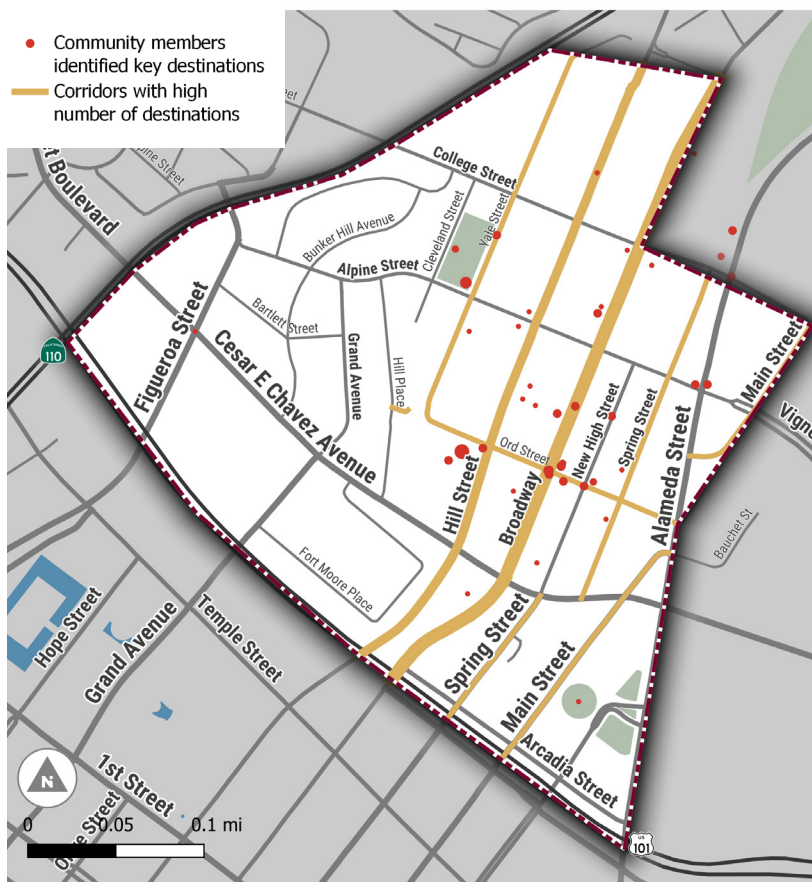 Community members
identified key destinations
Corridors with high
number of destinations
College Street
Cleveland Street
Yale Street
Bunker Hill Avenue
Alpine Street
Boulevard
Figueroa Street
Bartlett Street
Grand Avenue
Hill Place
Cesar E Chavez Avenue
CALIFORNIA
110
Main Street
New High Street
Spring Street
Alameda Street
Ord Street
Hill Street
Broadway
Bauchet St
Fort Moore Place
Hope Street
Grand Avenue
Temple Street
Spring Street
Main Street
Arcadia Street
1st Street
Street
N
0 0.05 0.1 mi
US
101